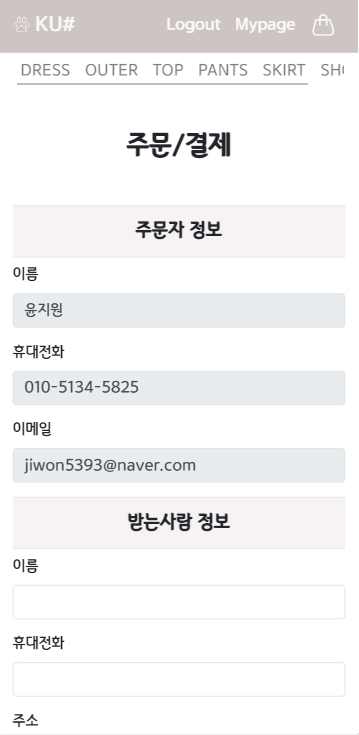 KU# Logout Mypage
DRESS OUTER TOP PANTS SKIRT
주문/결제
주문자 정보
이름
윤지원
휴대전화
010-5134-5825
이메일
jiwon5393@naver.com
받는사람 정보
이름
휴대전화
주소